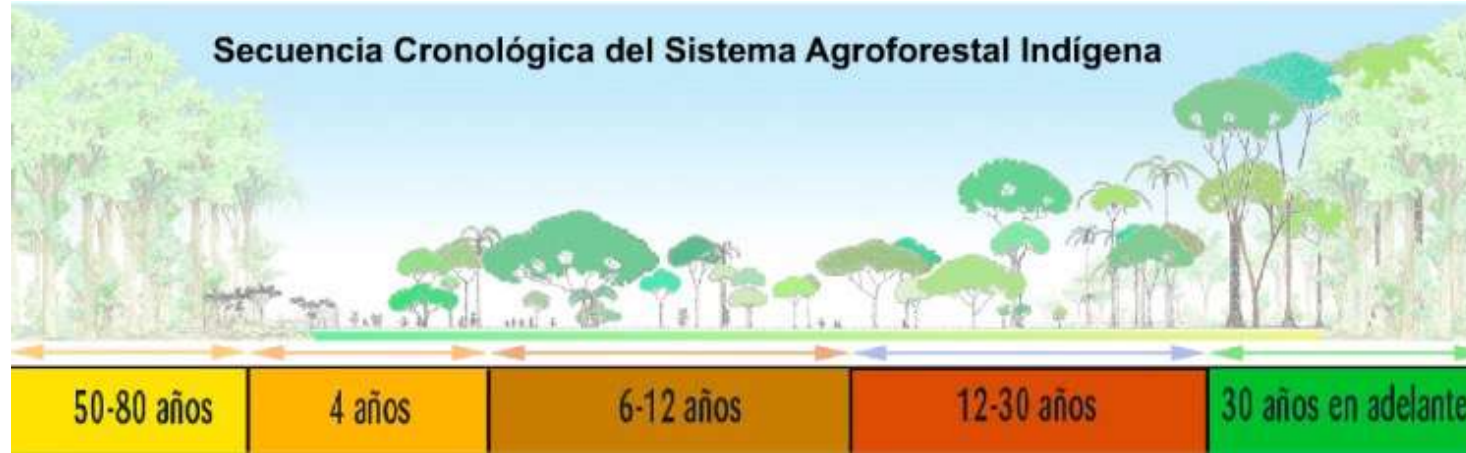 Secuencia Cronológica del Sistema Agroforestal Indígena
50-80 años
4 años
6-12 años
12-30 años
30 años en adelante